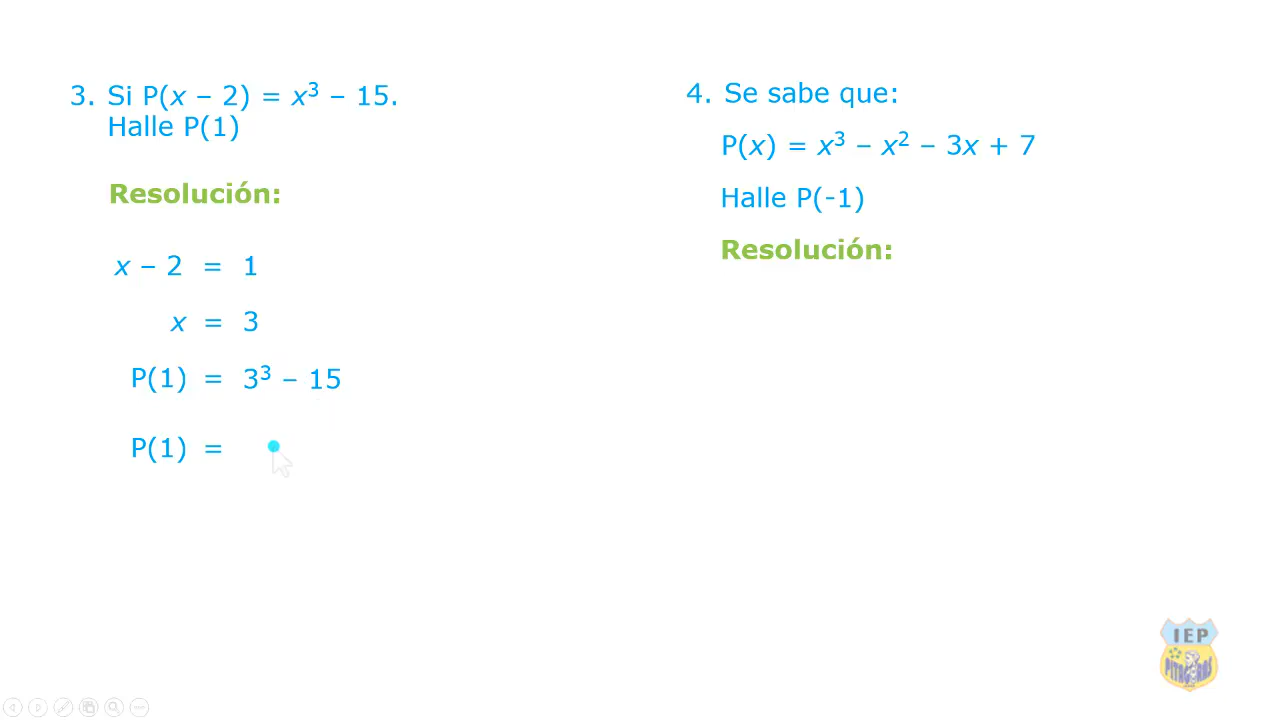 3. Si P(x – 2) = x³ – 15.
Halle P(1)
Resolución:
x – 2 = 1
x = 3
P(1) = 3³ – 15
P(1) =
4. Se sabe que:
P(x) = x³ – x² – 3x + 7
Halle P(-1)
Resolución:
IEP
PITAGORAS